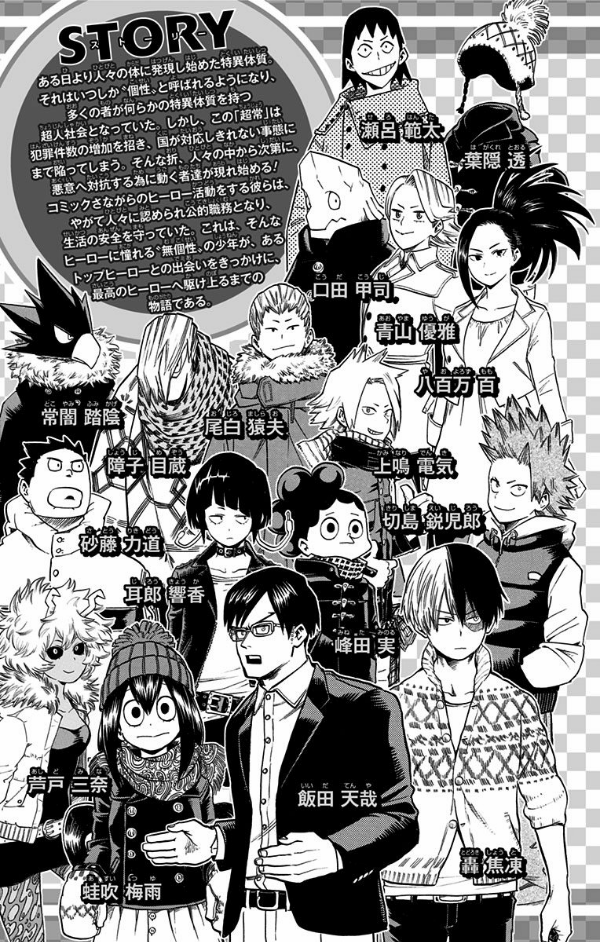 STORY
ストーリー
ある日より人々の体に発現し始めた特異体質。
それはいつしか〝個性〟と呼ばれるようになり、
多くの者が何らかの特異体質を持つ
超人社会となっていた。しかし、この「超常」は
犯罪件数の増加を招き、国が対応しきれない事態に
まで陥ってしまう。そんな折、人々の中から次第に、
悪意へ対抗する為に動く者達が現れ始める!
コミックさながらのヒーロー活動をする彼らは、
やがて人々に認められ公的職務となり、
生活の安全を守っていた。これは、そんな
ヒーローに憧れる〝無個性〟の少年が、ある
トップヒーローとの出会いをきっかけに、
最高のヒーローへ駆け上るまでの
物語である。
瀬呂 範太
葉隠 透
口田 甲司
青山 優雅
八百万 百
常闇 踏陰
尾白 猿夫
障子 目蔵
上鳴 電気
切島 鋭児郎
砂藤 力道
耳郎 響香
峰田 実
芦戸 三奈
飯田 天哉
蛙吹 梅雨
轟 焦凍